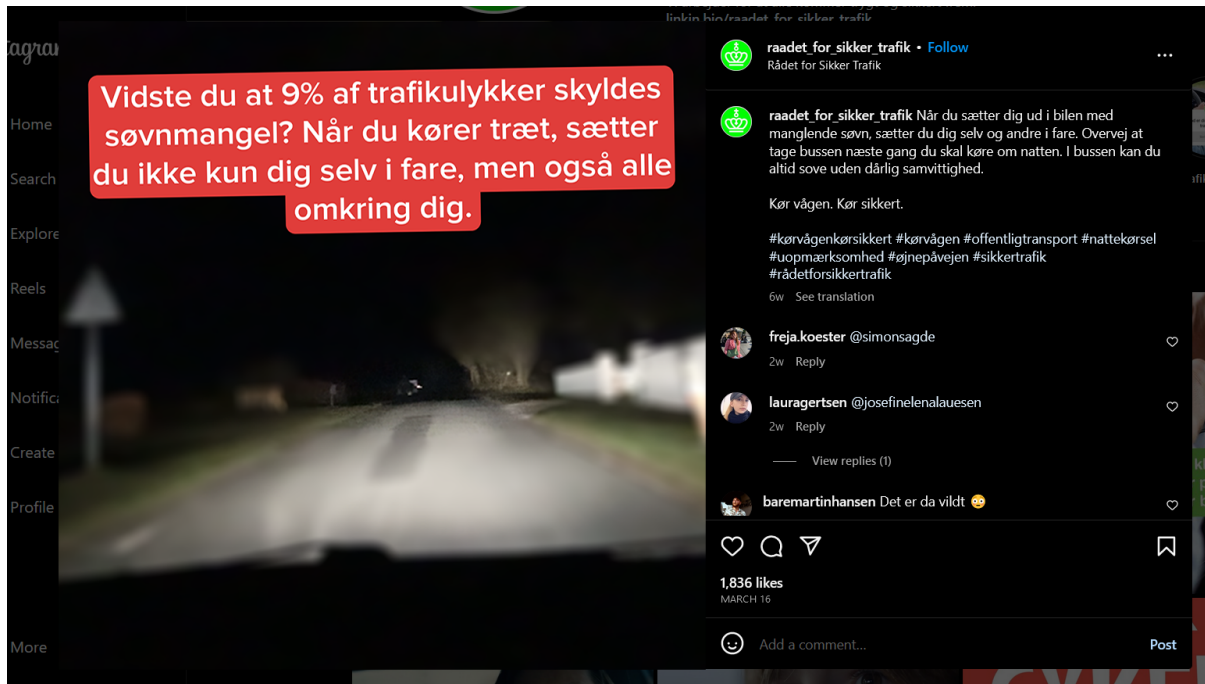 linkin.bio/raadet_for_sikker_trafik
Home
Search
Explore
Reels
Create
Profile
More
Vidste du at 9% af trafikulykker skyldes
søvnmangel? Når du kører træt, sætter
du ikke kun dig selv i fare, men også alle
omkring dig.
raadet_for_sikker_trafik • Follow
Rådet for Sikker Trafik
raadet_for_sikker_trafik Når du sætter dig ud i bilen med
manglende søvn, sætter du dig selv og andre i fare. Overvej at
tage bussen næste gang du skal køre om natten. I bussen kan du
altid sove uden dårlig samvittighed.
Kør vågen. Kør sikkert.
#kørvågenkørsikkert #kørvågen #offentligtransport #nattekørsel
#uopmærksomhed #øjnepåvejen #sikkertrafik
#rådetforsikkertrafik
6w See translation
freja.koester @simonsagde
2w Reply
lauragertsen @josefinelenalauesen
2w Reply
View replies (1)
baremartinhansen Det er da vildt 😳
1,836 likes
MARCH 16
Add a comment... Post